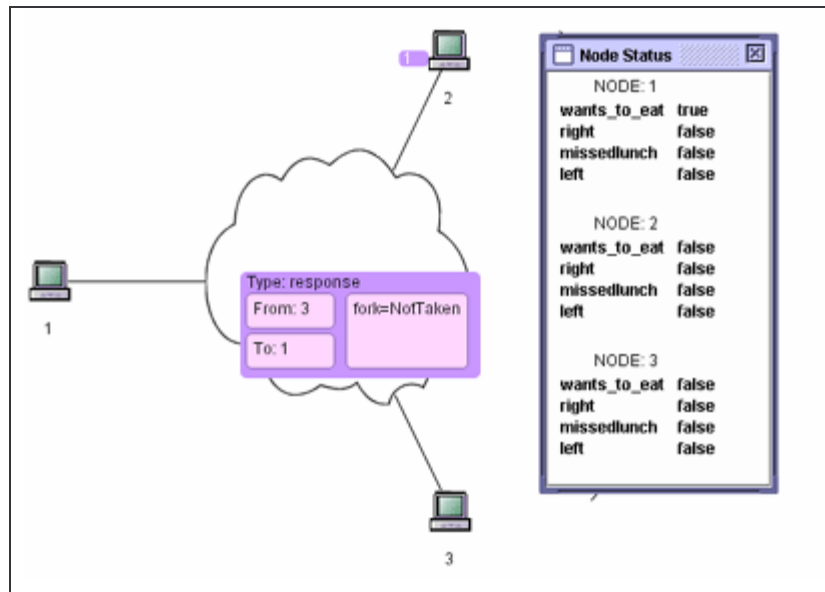 1
2
1
Type: response
From: 3
fork=NotTaken
To: 1
3
Node Status
NODE: 1
wants_to_eat true
right false
missedlunch false
left false
NODE: 2
wants_to_eat false
right false
missedlunch false
left false
NODE: 3
wants_to_eat false
right false
missedlunch false
left false